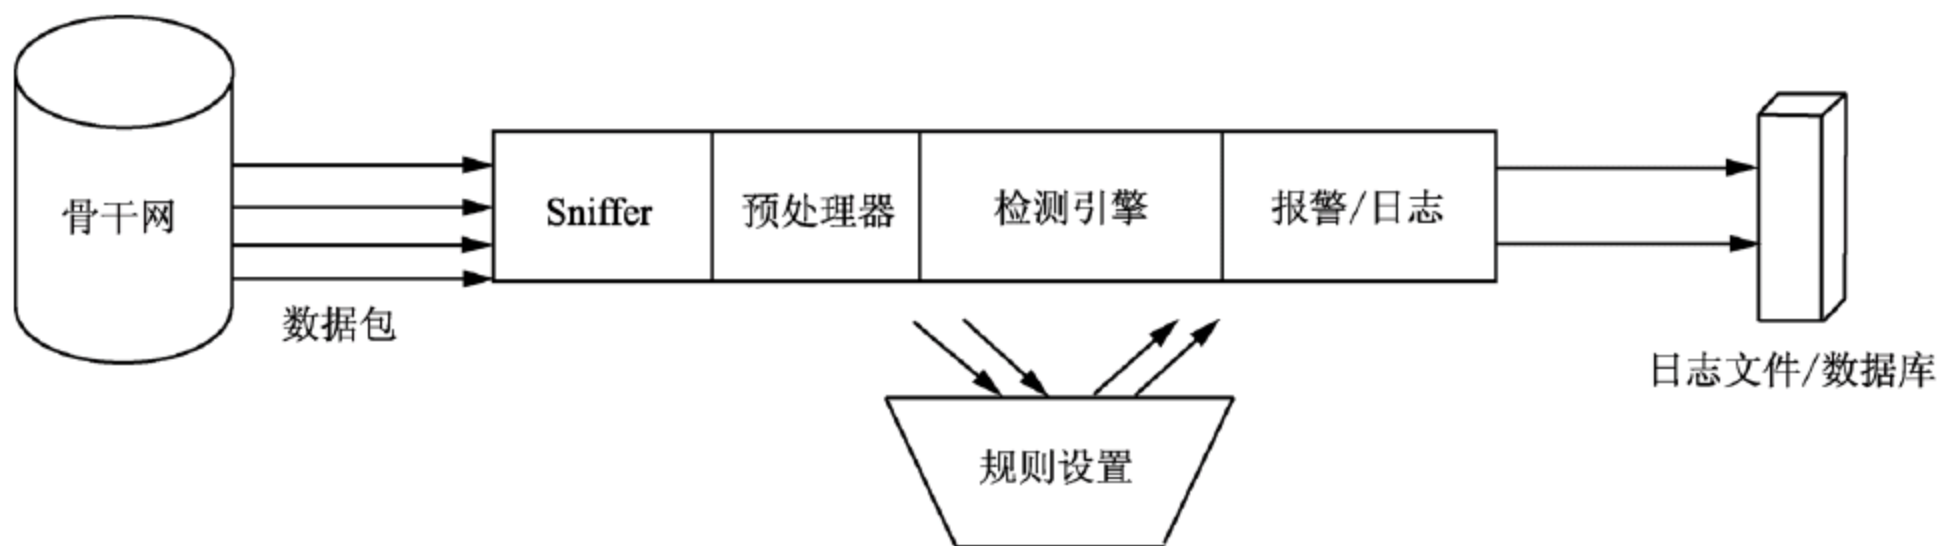 骨干网
数据包
Sniffer
预处理器
检测引擎
报警/日志
规则设置
日志文件/数据库